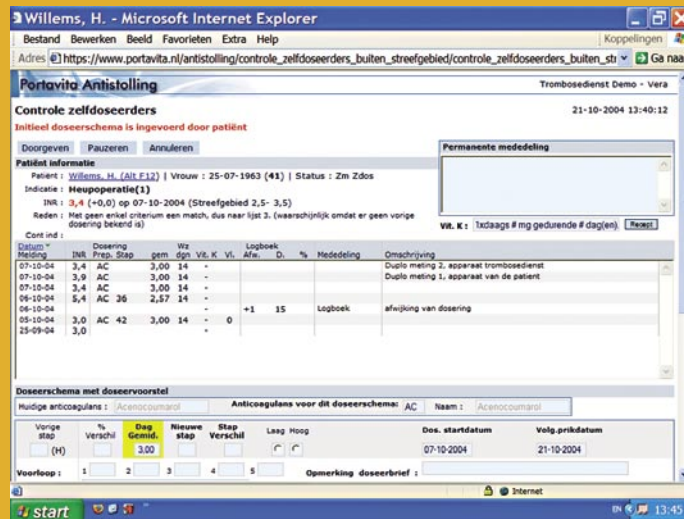 Willems, H. - Microsoft Internet Explorer
Bestand Bewerken Beeld Favorieten Extra Help Koppelingen
Adres https://www.portavita.nl/antistolling/controle_zelfdoseerders_buiten_streefgebied/controle_zelfdoseerders_buiten_str Ga naa
Portavita Antistolling Trombosedienst Demo - Vera
Controle zelfdoseerders 21-10-2004 13:40:12
Initieel doseerschema is ingevoerd door patiënt
Doorgeven Pauzeren Annuleren Permanente mededeling
Patiënt informatie
Patient : Willems, H. (Alt F12) | Vrouw : 25-07-1963 (41) | Status : Zm Zdos
Indicatie : Heupoperatie(1)
INR : 3,4 (+0,0) op 07-10-2004 (Streefgebied 2,5- 3,5)
Reden : Met geen enkel criterium een match, dus naar lijst 3. (waarschijnlijk omdat er geen vorige
dosering bekend is) Vit. K : 1xdaags # mg gedurende # dag(en). Recept
Cont ind :
Datum Dosering Wz Logboek
Melding INR Prep. Stap gem dgn Vit. K Vl. Afw. D. % Mededeling Omschrijving
07-10-04 3,4 AC 3,00 14 - Duplo meting 2, apparaat trombosedienst
07-10-04 3,9 AC 3,00 14 - Duplo meting 1, apparaat van de patient
07-10-04 3,4 AC 3,00 14 -
06-10-04 5,4 AC 36 2,57 14 -
06-10-04 - +1 15 Logboek afwijking van dosering
05-10-04 3,0 AC 42 3,00 14 - 0
25-09-04 3,0 -
Doseerschema met doseervoorstel
Huidige anticoagulans : Acenocoumarol Anticoagulans voor dit doseerschema: AC Naam : Acenocoumarol
Vorige stap % Verschil Dag Gemid. Nieuwe stap Stap Verschil Laag Hoog Dos. startdatum Volg.prikdatum
(H) 3,00 07-10-2004 21-10-2004
Voorloop : 1 2 3 4 5 Opmerking doseerbrief :
Internet
start EN 13:45